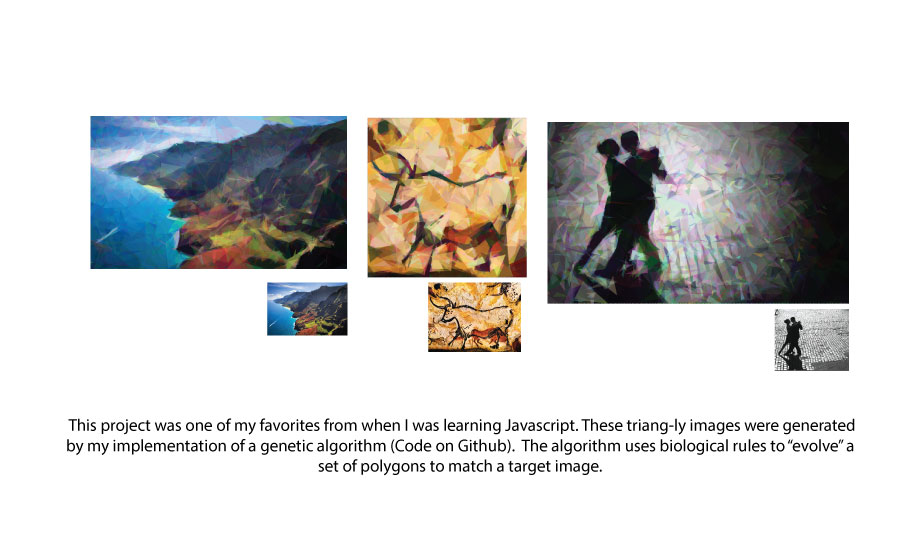 This project was one of my favorites from when I was learning Javascript. These triang-ly images were generated
by my implementation of a genetic algorithm (Code on Github).  The algorithm uses biological rules to “evolve” a
set of polygons to match a target image.